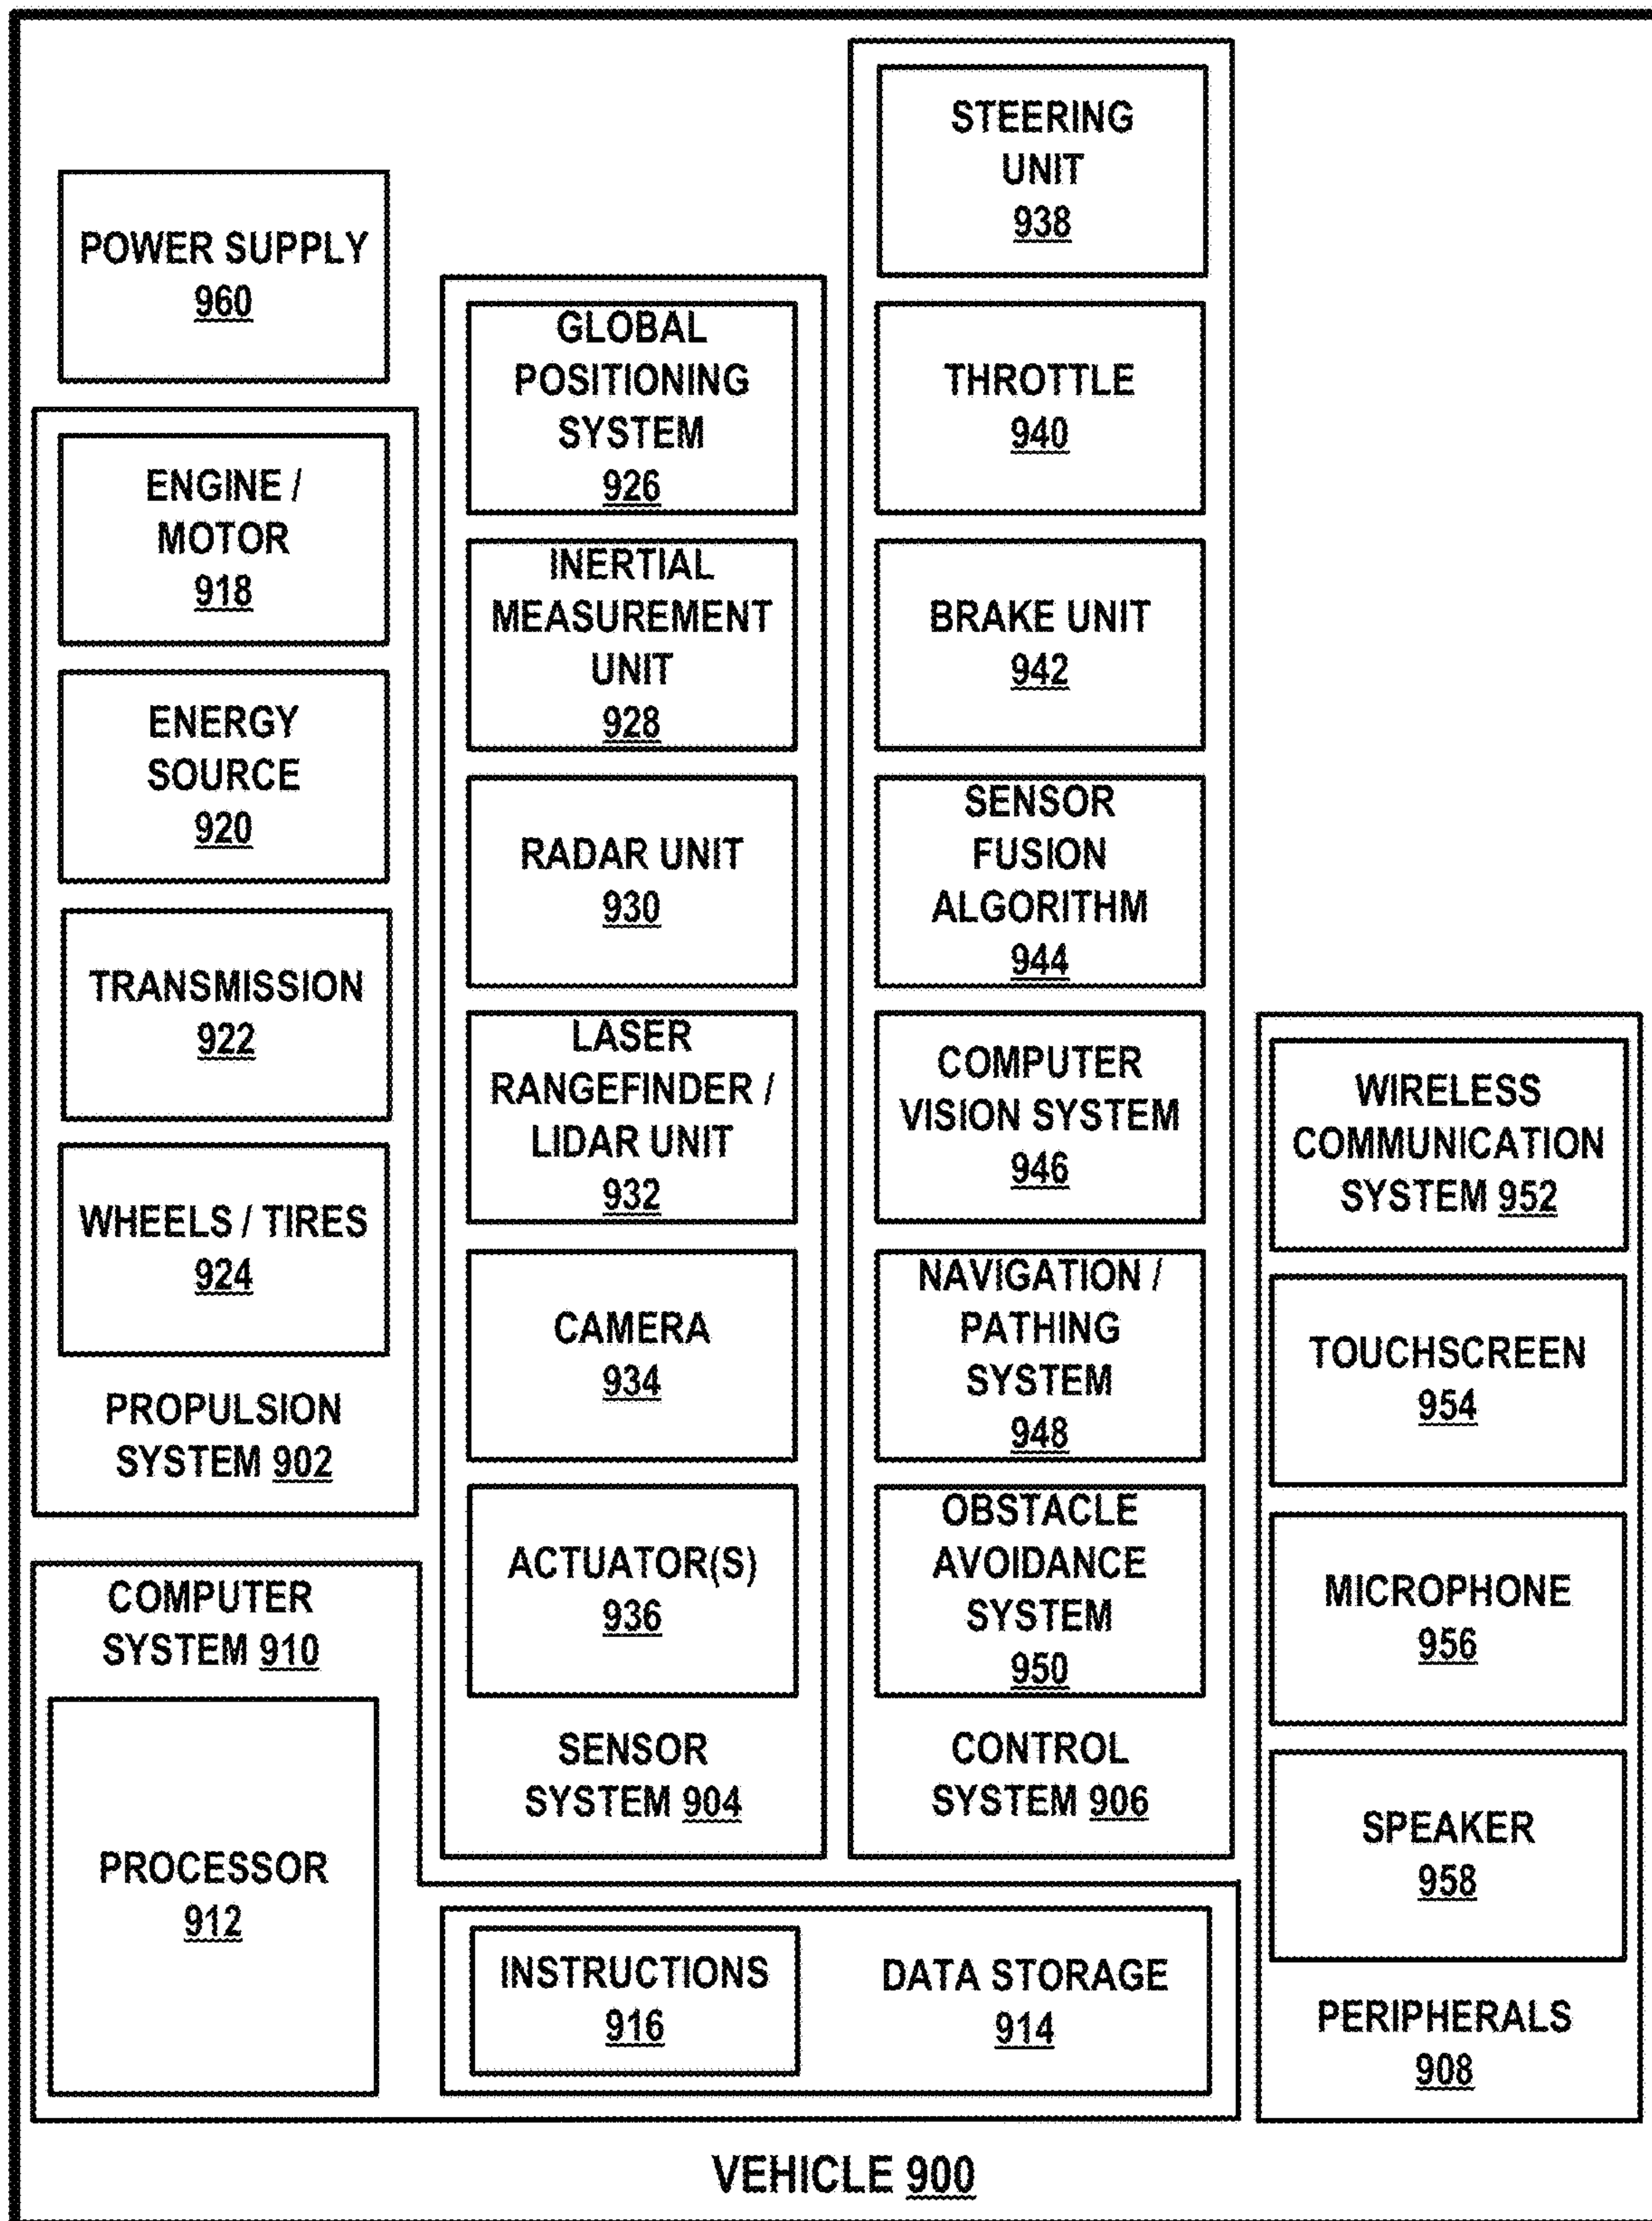 POWER SUPPLY
960
ENGINE /
MOTOR
918
ENERGY
SOURCE
920
TRANSMISSION
922
WHEELS / TIRES
924
PROPULSION
SYSTEM 902
COMPUTER
SYSTEM 910
PROCESSOR
912
GLOBAL
POSITIONING
SYSTEM
926
INERTIAL
MEASUREMENT
UNIT
928
RADAR UNIT
930
LASER
RANGEFINDER /
LIDAR UNIT
932
CAMERA
934
ACTUATOR(S)
936
SENSOR
SYSTEM 904
STEERING
UNIT
938
THROTTLE
940
BRAKE UNIT
942
SENSOR
FUSION
ALGORITHM
944
COMPUTER
VISION SYSTEM
946
NAVIGATION /
PATHING
SYSTEM
948
OBSTACLE
AVOIDANCE
SYSTEM
950
CONTROL
SYSTEM 906
INSTRUCTIONS
916
DATA STORAGE
914
WIRELESS
COMMUNICATION
SYSTEM 952
TOUCHSCREEN
954
MICROPHONE
956
SPEAKER
958
PERIPHERALS
908
VEHICLE 900